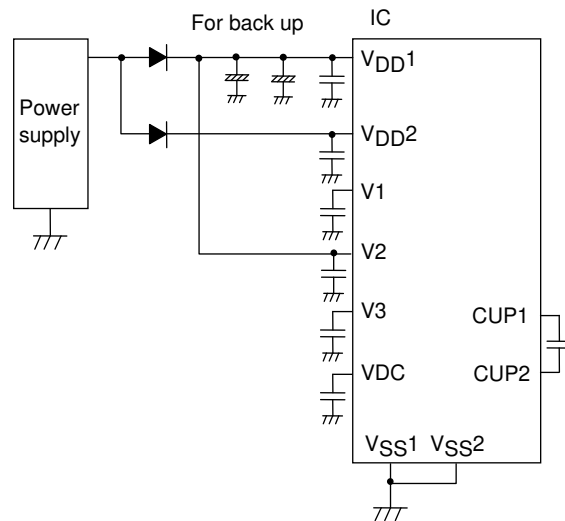 For back up
IC
Power
supply
VDD1
VDD2
V1
V2
V3
VDC
CUP1
CUP2
VSS1 VSS2